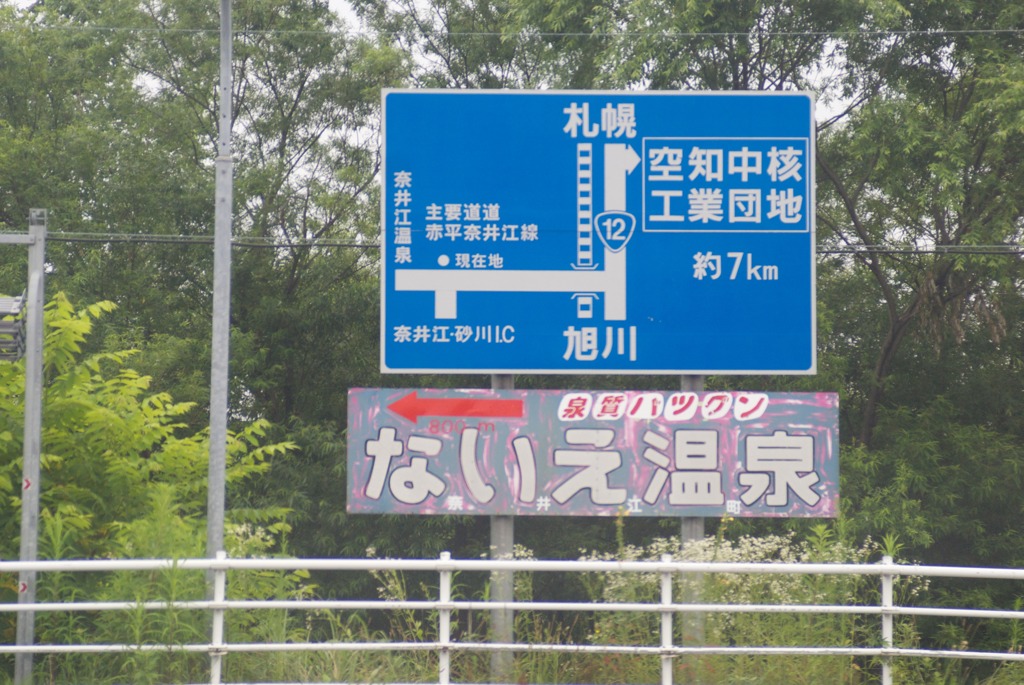 札幌
空知中核
工業団地
奈井江温泉
主要道道
赤平奈井江線
12
現在地
約7km
奈井江・砂川I.C
旭川
泉質バツグン
800m
ないえ温泉
奈井江町